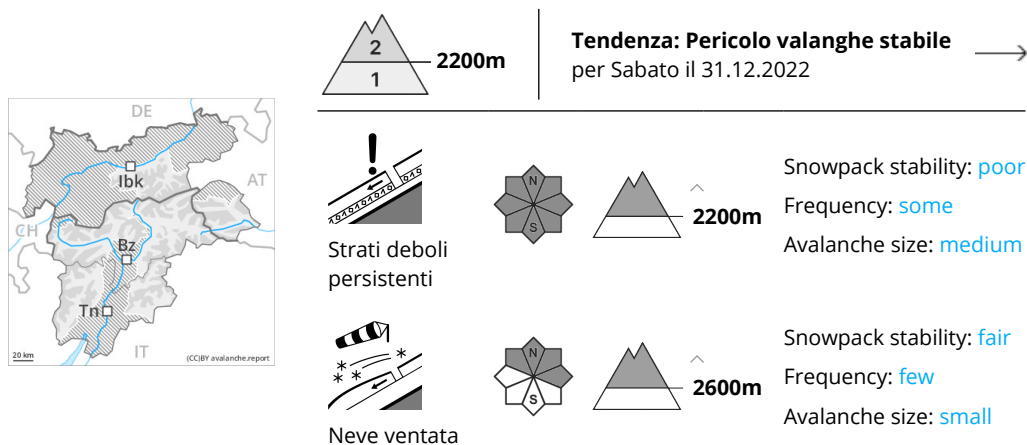 2
1
2200m
Tendenza: Pericolo valanghe stabile
per Sabato il 31.12.2022
DE
AT
CH
IT
Ibk
Bz
Tn
20 km
(CC)BY avalanche.report
Strati deboli
persistenti
N
S
2200m
Snowpack stability: poor
Frequency: some
Avalanche size: medium
Neve ventata
N
S
2600m
Snowpack stability: fair
Frequency: few
Avalanche size: small